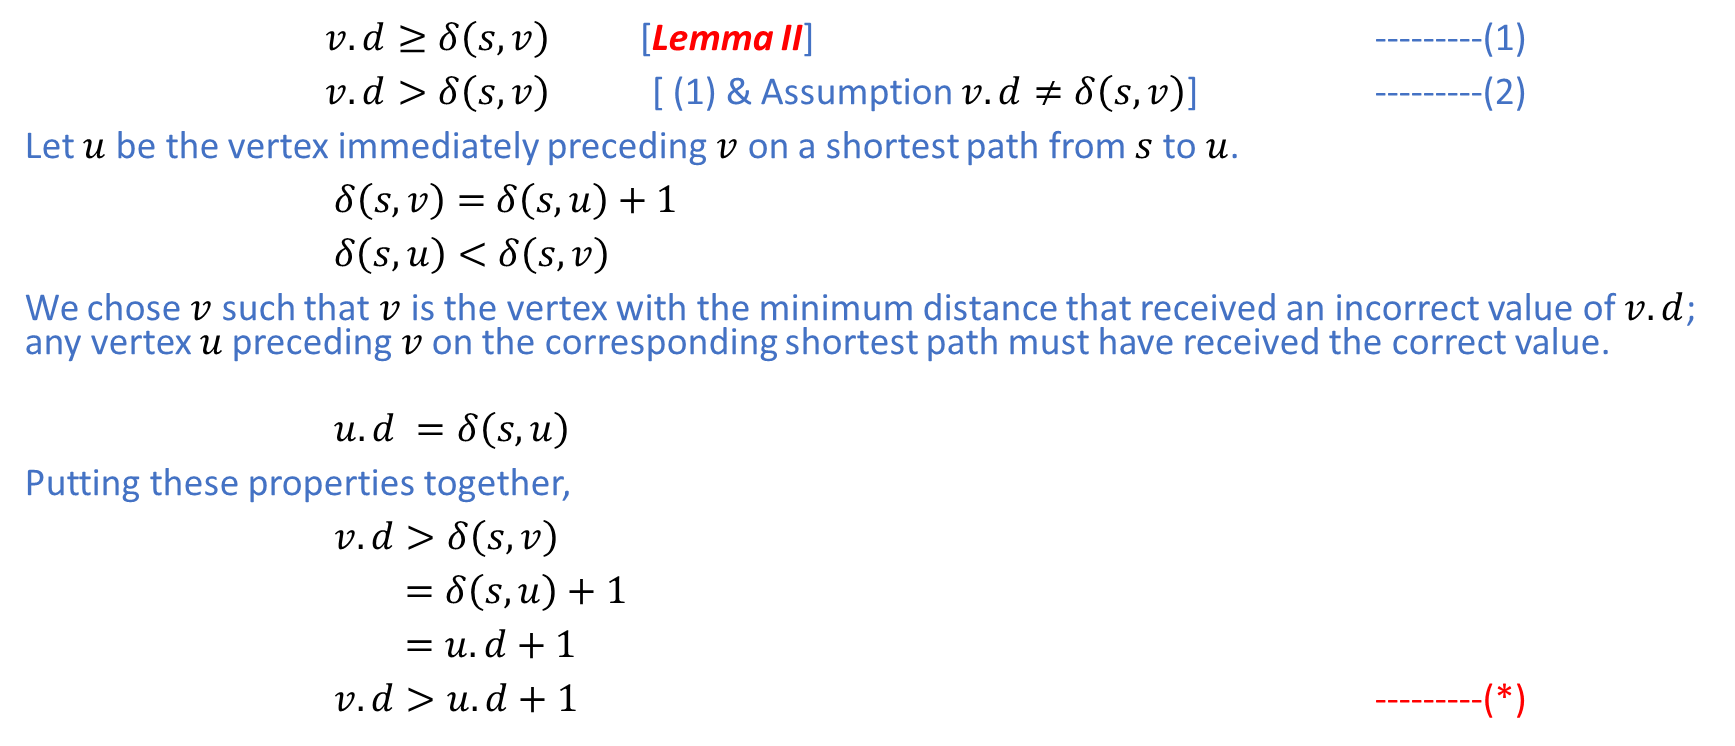 v.d ≥ δ(s,v) [Lemma II] ---------(1)
v.d > δ(s,v) [ (1) & Assumption v.d ≠ δ(s,v)] ---------(2)
Let u be the vertex immediately preceding v on a shortest path from s to u.
δ(s,v) = δ(s,u) + 1
δ(s,u) < δ(s,v)
We chose v such that v is the vertex with the minimum distance that received an incorrect value of v.d;
any vertex u preceding v on the corresponding shortest path must have received the correct value.
u.d = δ(s,u)
Putting these properties together,
v.d > δ(s,v)
= δ(s,u) + 1
= u.d + 1
v.d > u.d + 1 ---------(*)